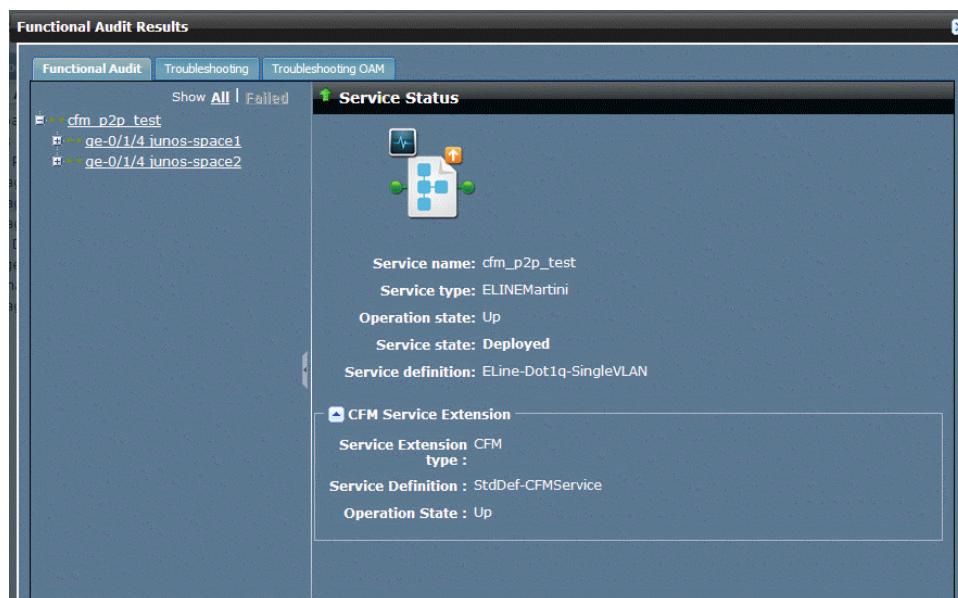 Functional Audit Results
Functional Audit
Troubleshooting
Troubleshooting OAM
Show All | Failed
cfm_p2p_test
ge-0/1/4 junos-space1
ge-0/1/4 junos-space2
Service Status
Service name: cfm_p2p_test
Service type: ELINEMartini
Operation state: Up
Service state: Deployed
Service definition: ELine-Dot1q-SingleVLAN
CFM Service Extension
Service Extension CFM
type :
Service Definition : StdDef-CFMService
Operation State : Up